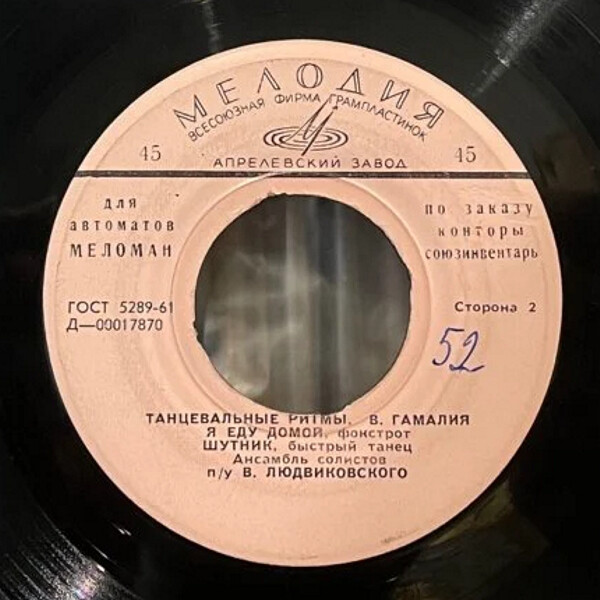 МЕЛОДИЯ
ВСЕСОЮЗНАЯ ФИРМА ГРАМПЛАСТИНОК
45 45
АПРЕЛЕВСКИЙ ЗАВОД
для
автоматов
МЕЛОМАН
по заказу
конторы
союзинвентарь
ГОСТ 5289-61
Д—00017870
Сторона 2
52
ТАНЦЕВАЛЬНЫЕ РИТМЫ. В. ГАМАЛИЯ
Я ЕДУ ДОМОЙ, фокстрот
ШУТНИК, быстрый танец
Ансамбль солистов
п/у В. ЛЮДВИКОВСКОГО